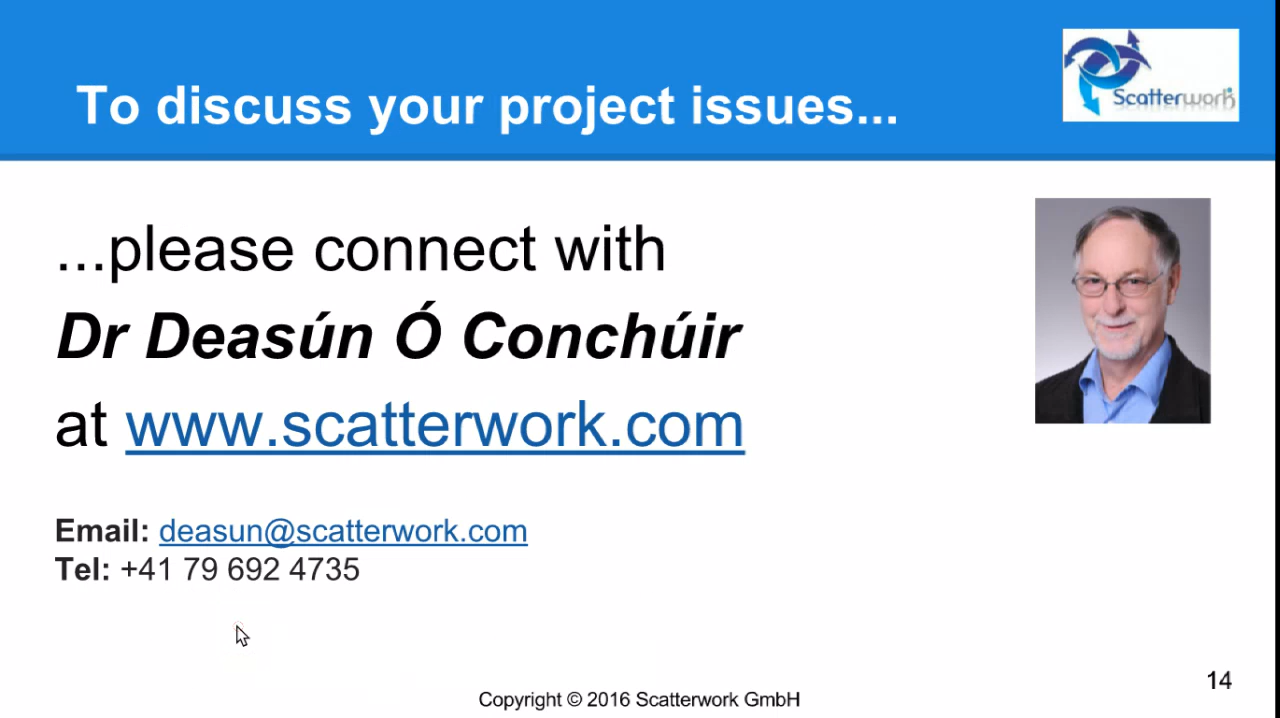 To discuss your project issues...
Scatterwork
...please connect with
Dr Deasún Ó Conchúir
at www.scatterwork.com
Email: deasun@scatterwork.com
Tel: +41 79 692 4735
14
Copyright © 2016 Scatterwork GmbH